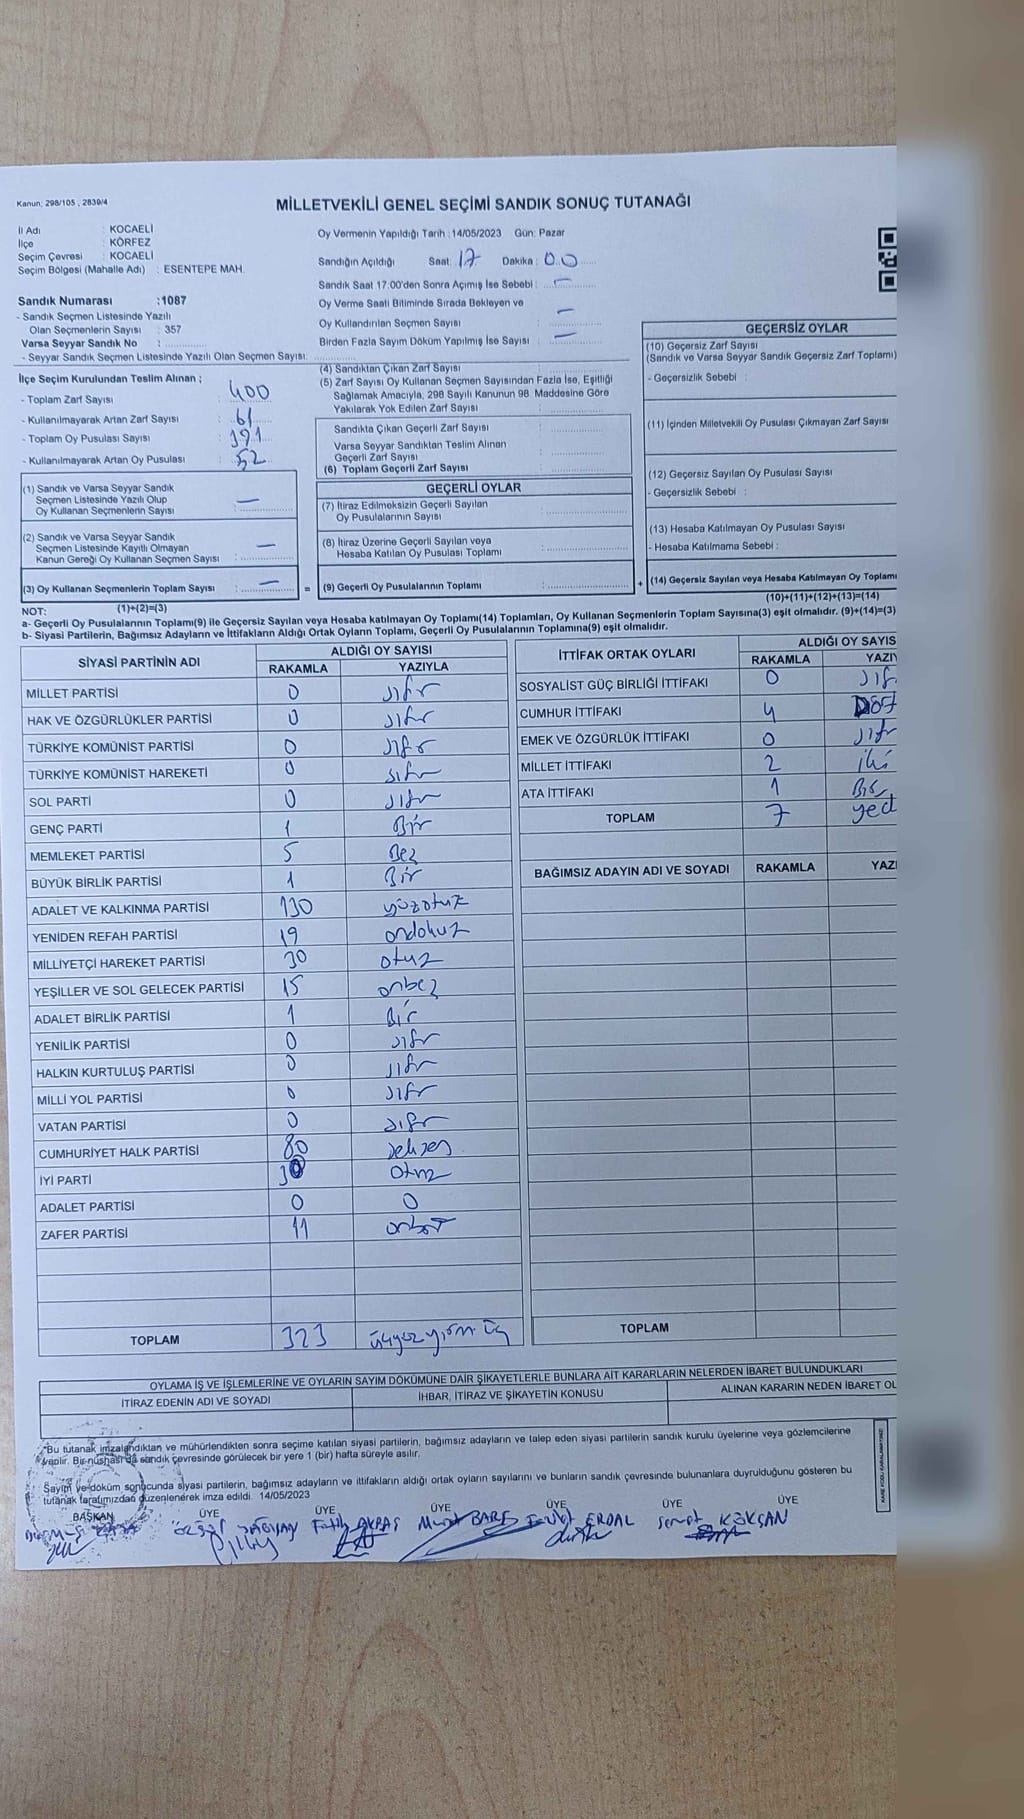 Kanun: 298/105 , 2839/4
MİLLETVEKİLİ GENEL SEÇİMİ SANDIK SONUÇ TUTANAĞI
İl Adı : KOCAELİ
İlçe : KÖRFEZ
Seçim Çevresi : KOCAELİ
Seçim Bölgesi (Mahalle Adı) : ESENTEPE MAH.
Sandık Numarası :1087
- Sandık Seçmen Listesinde Yazılı
Olan Seçmenlerin Sayısı : 357
Varsa Seyyar Sandık No :
- Seyyar Sandık Seçmen Listesinde Yazılı Olan Seçmen Sayısı:
Oy Vermenin Yapıldığı Tarih :14/05/2023 Gün: Pazar
Sandığın Açıldığı Saat: 17 Dakika : 00
Sandık Saat 17:00'den Sonra Açımış İse Sebebi : —
Oy Verme Saati Bitiminde Sırada Bekleyen ve
Oy Kullandırılan Seçmen Sayısı : —
Birden Fazla Sayım Döküm Yapılmış İse Sayısı : —
İlçe Seçim Kurulundan Teslim Alınan ;
- Toplam Zarf Sayısı : 400
- Kullanılmayarak Artan Zarf Sayısı : 61
- Toplam Oy Pusulası Sayısı : 391
- Kullanılmayarak Artan Oy Pusulası : 52
(1) Sandık ve Varsa Seyyar Sandık
Seçmen Listesinde Yazılı Olup
Oy Kullanan Seçmenlerin Sayısı : —
(2) Sandık ve Varsa Seyyar Sandık
Seçmen Listesinde Kayıtlı Olmayan
Kanun Gereği Oy Kullanan Seçmen Sayısı : —
(3) Oy Kullanan Seçmenlerin Toplam Sayısı : — =
(4) Sandıktan Çıkan Zarf Sayısı :
(5) Zarf Sayısı Oy Kullanan Seçmen Sayısından Fazla İse, Eşitliği
Sağlamak Amacıyla, 298 Sayılı Kanunun 98 Maddesine Göre
Yakılarak Yok Edilen Zarf Sayısı :
Sandıkta Çıkan Geçerli Zarf Sayısı :
Varsa Seyyar Sandıktan Teslim Alınan
Geçerli Zarf Sayısı :
(6) Toplam Geçerli Zarf Sayısı :
GEÇERLİ OYLAR
(7) İtiraz Edilmeksizin Geçerli Sayılan
Oy Pusulalarının Sayısı :
(8) İtiraz Üzerine Geçerli Sayılan veya
Hesaba Katılan Oy Pusulası Toplamı :
(9) Geçerli Oy Pusulalarının Toplamı : +
GEÇERSİZ OYLAR
(10) Geçersiz Zarf Sayısı
(Sandık ve Varsa Seyyar Sandık Geçersiz Zarf Toplamı)
- Geçersizlik Sebebi :
(11) İçinden Milletvekili Oy Pusulası Çıkmayan Zarf Sayısı
(12) Geçersiz Sayılan Oy Pusulası Sayısı
- Geçersizlik Sebebi :
(13) Hesaba Katılmayan Oy Pusulası Sayısı
- Hesaba Katılmama Sebebi :
(14) Geçersiz Sayılan veya Hesaba Katılmayan Oy Toplamı
NOT: (1)+(2)=(3) (10)+(11)+(12)+(13)=(14)
a- Geçerli Oy Pusulalarının Toplamı(9) ile Geçersiz Sayılan veya Hesaba katılmayan Oy Toplamı(14) Toplamları, Oy Kullanan Seçmenlerin Toplam Sayısına(3) eşit olmalıdır. (9)+(14)=(3)
b- Siyasi Partilerin, Bağımsız Adayların ve İttifakların Aldığı Ortak Oyların Toplamı, Geçerli Oy Pusulalarının Toplamına(9) eşit olmalıdır.
SİYASİ PARTİNİN ADI ALDIĞI OY SAYISI
RAKAMLA YAZIYLA
MİLLET PARTİSİ 0 sıfır
HAK VE ÖZGÜRLÜKLER PARTİSİ 0 sıfır
TÜRKİYE KOMÜNİST PARTİSİ 0 sıfır
TÜRKİYE KOMÜNİST HAREKETİ 0 sıfır
SOL PARTİ 0 sıfır
GENÇ PARTİ 1 Bir
MEMLEKET PARTİSİ 5 Beş
BÜYÜK BİRLİK PARTİSİ 1 Bir
ADALET VE KALKINMA PARTİSİ 130 yüzotuz
YENİDEN REFAH PARTİSİ 19 ondokuz
MİLLİYETÇİ HAREKET PARTİSİ 30 otuz
YEŞİLLER VE SOL GELECEK PARTİSİ 15 onbeş
ADALET BİRLİK PARTİSİ 1 Bir
YENİLİK PARTİSİ 0 sıfır
HALKIN KURTULUŞ PARTİSİ 0 sıfır
MİLLİ YOL PARTİSİ 0 sıfır
VATAN PARTİSİ 0 sıfır
CUMHURİYET HALK PARTİSİ 80 seksen
İYİ PARTİ 30 otuz
ADALET PARTİSİ 0 0
ZAFER PARTİSİ 11 onbir
TOPLAM 323 üçyüzyirmi üç
İTTİFAK ORTAK OYLARI ALDIĞI OY SAYIS
RAKAMLA YAZIY
SOSYALİST GÜÇ BİRLİĞİ İTTİFAKI 0 sıf
CUMHUR İTTİFAKI 4 Döt
EMEK VE ÖZGÜRLÜK İTTİFAKI 0 sıfır
MİLLET İTTİFAKI 2 iki
ATA İTTİFAKI 1 Bir
TOPLAM 7 yed
BAĞIMSIZ ADAYIN ADI VE SOYADI RAKAMLA YAZI
TOPLAM
OYLAMA İŞ VE İŞLEMLERİNE VE OYLARIN SAYIM DÖKÜMÜNE DAİR ŞİKAYETLERLE BUNLARA AİT KARARLARIN NELERDEN İBARET BULUNDUKLARI
İTİRAZ EDENİN ADI VE SOYADI İHBAR, İTİRAZ VE ŞİKAYETİN KONUSU ALINAN KARARIN NEDEN İBARET OL
"Bu tutanak imzalandıktan ve mühürlendikten sonra seçime katılan siyasi partilerin, bağımsız adayların ve talep eden siyasi partilerin sandık kurulu üyelerine veya gözlemcilerine
verilir. Bir nüshası da sandık çevresinde görülecek bir yere 1 (bir) hafta süreyle asılır.
Sayım ve döküm sonucunda siyasi partilerin, bağımsız adayların ve ittifakların aldığı ortak oyların sayılarını ve bunların sandık çevresinde bulunanlara duyrulduğunu gösteren bu
tutanak tarafımızdan düzenlenerek imza edildi. 14/05/2023
BAŞKAN ÜYE ÜYE ÜYE ÜYE ÜYE ÜYE
Fatih AKBAŞ Murat BARIŞ ERDAL KÖKSAN